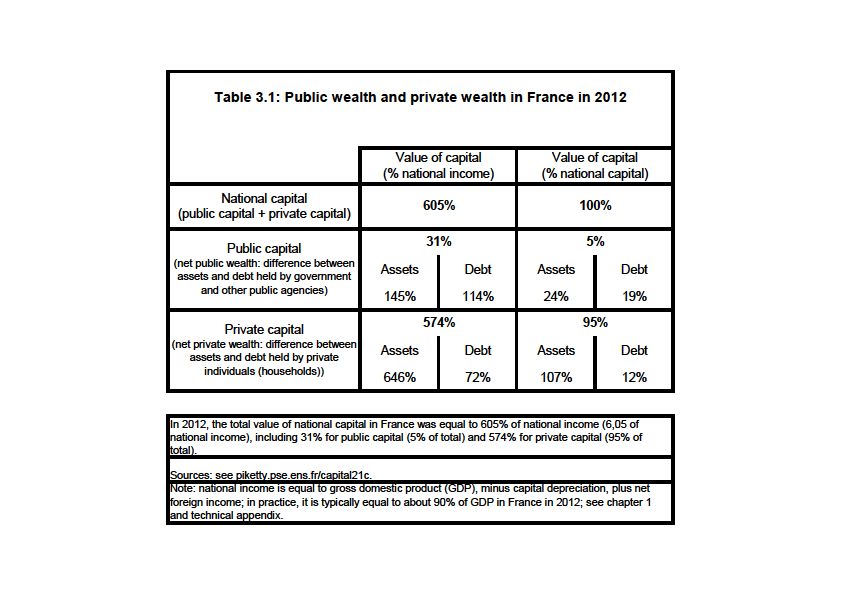 Table 3.1: Public wealth and private wealth in France in 2012
Value of capital
(% national income)
Value of capital
(% national capital)
National capital
(public capital + private capital)
605%
100%
Public capital
(net public wealth: difference between
assets and debt held by government
and other public agencies)
31%
5%
Assets
Debt
Assets
Debt
145%
114%
24%
19%
Private capital
(net private wealth: difference between
assets and debt held by private
individuals (households))
574%
95%
Assets
Debt
Assets
Debt
646%
72%
107%
12%
In 2012, the total value of national capital in France was equal to 605% of national income (6,05 of
national income), including 31% for public capital (5% of total) and 574% for private capital (95% of
total).
Sources: see piketty.pse.ens.fr/capital21c.
Note: national income is equal to gross domestic product (GDP), minus capital depreciation, plus net
foreign income; in practice, it is typically equal to about 90% of GDP in France in 2012; see chapter 1
and technical appendix.